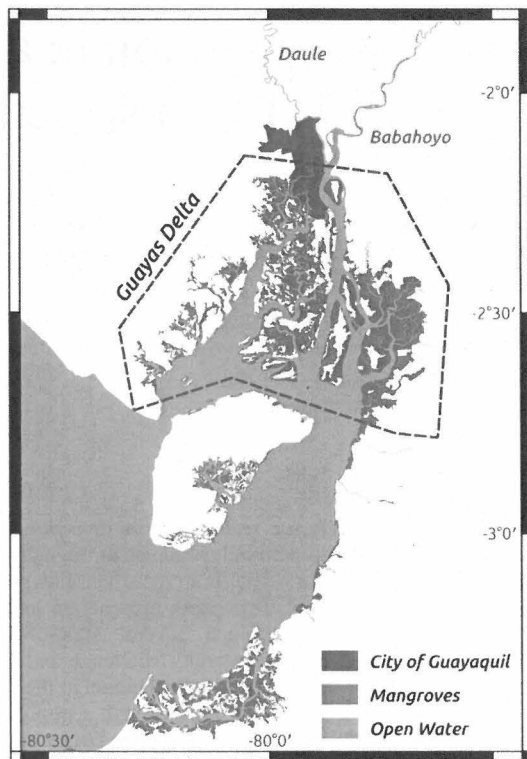 Daule
-2°0'
Babahoyo
Guayas Delta
-2°30'
-3°0'
City of Guayaquil
Mangroves
Open Water
-80°30'
-80°0'